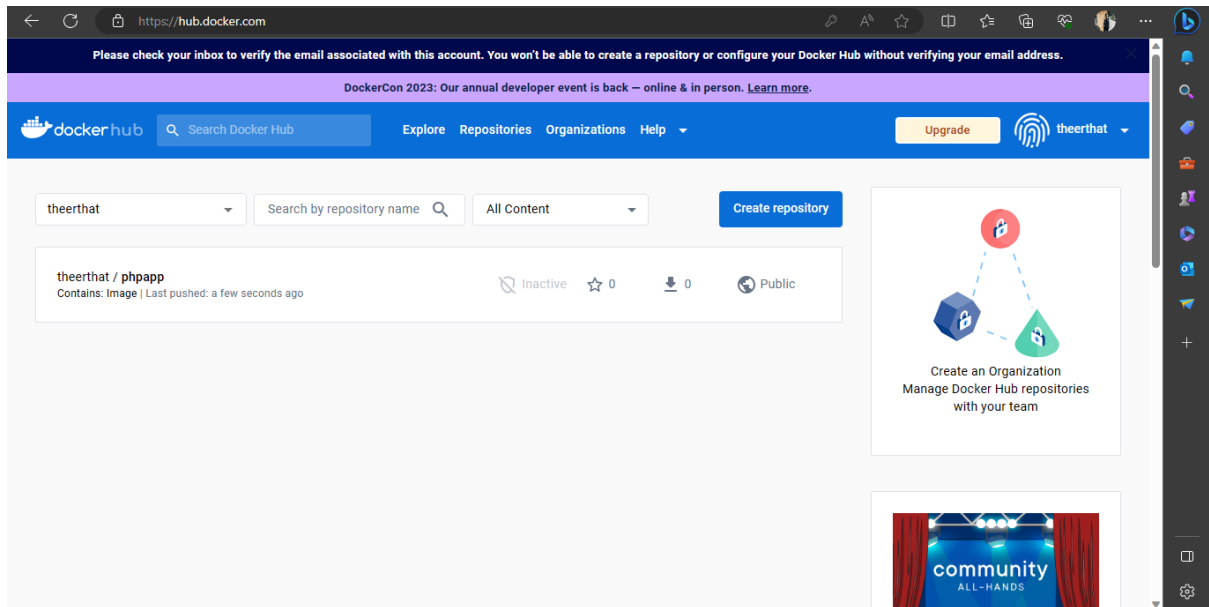 https://hub.docker.com
Please check your inbox to verify the email associated with this account. You won't be able to create a repository or configure your Docker Hub without verifying your email address.
DockerCon 2023: Our annual developer event is back — online & in person. Learn more.
dockerhub
Search Docker Hub
Explore Repositories Organizations Help
Upgrade
theerthat
theerthat
Search by repository name
All Content
Create repository
theerthat / phpapp
Contains: Image | Last pushed: a few seconds ago
Inactive
0
0
Public
Create an Organization
Manage Docker Hub repositories
with your team
community
ALL-HANDS